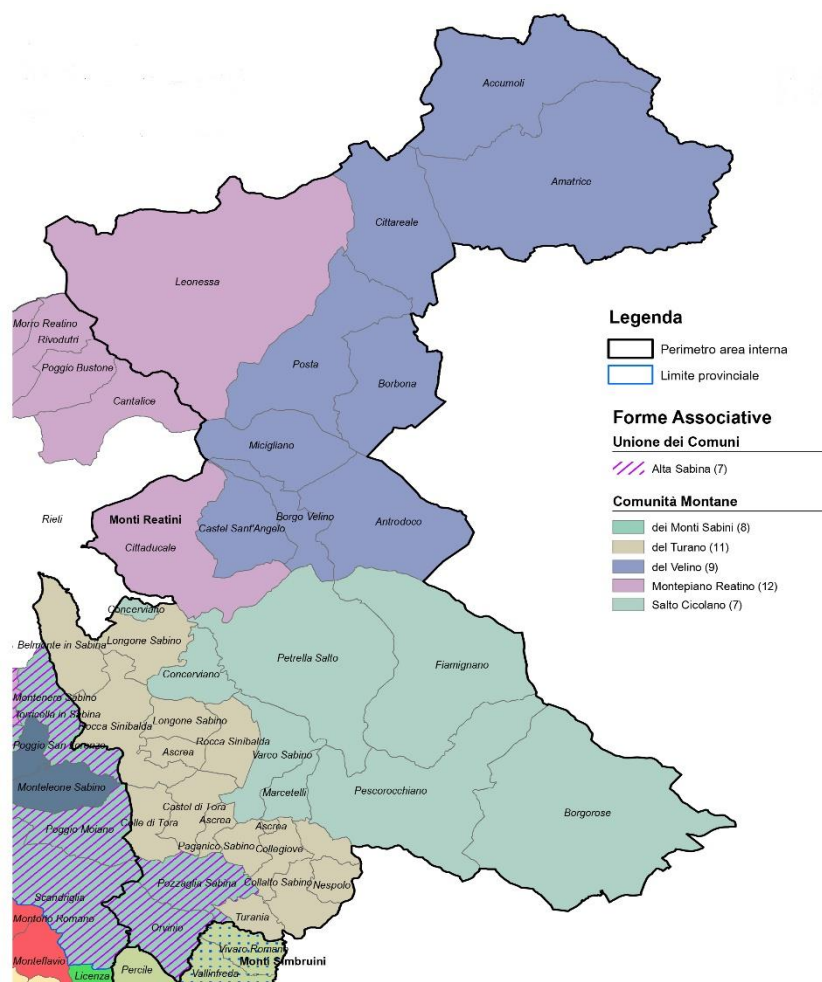 Accumoli
Amatrice
Cittareale
Leonessa
Morro Reatino
Rivodutri
Poggio Bustone
Cantalice
Posta
Borbona
Micigliano
Legenda
Perimetro area interna
Limite provinciale
Forme Associative
Unione dei Comuni
Alta Sabina (7)
Comunità Montane
dei Monti Sabini (8)
del Turano (11)
del Velino (9)
Montepiano Reatino (12)
Salto Cicolano (7)
Rieti
Monti Reatini
Cittaducale
Castel Sant'Angelo
Borgo Velino
Antrodoco
Concerviano
Belmonte in Sabina
Longone Sabino
Concerviano
Petrella Salto
Fiamignano
Montenero Sabino
Torricella in Sabina
Rocca Sinibalda
Longone Sabino
Rocca Sinibalda
Poggio San Lorenzo
Ascrea
Varco Sabino
Monteleone Sabino
Marcetelli
Pescorocchiano
Borgorose
Castel di Tora
Colle di Tora
Ascrea
Ascrea
Poggio Moiano
Paganico Sabino
Collegiove
Pozzaglia Sabina
Collalto Sabino
Nespolo
Scandriglia
Montorio Romano
Orvinio
Turania
Vivaro Romano
Monti Simbruini
Monteflavio
Licenza
Percile
Vallinfreda